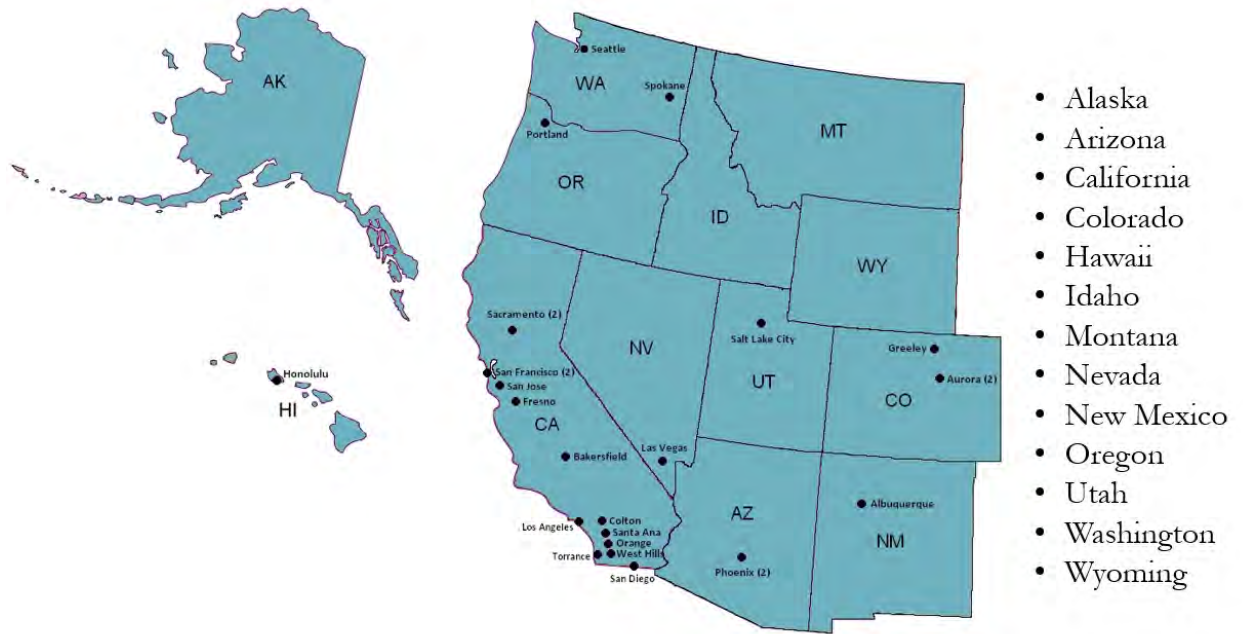 AK
Seattle
WA
Spokane
Portland
MT
OR
ID
WY
Sacramento (2)
NV
Salt Lake City
UT
Greeley
Aurora (2)
CO
Honolulu
HI
San Francisco (2)
San Jose
Fresno
CA
Bakersfield
Las Vegas
Los Angeles
Colton
Santa Ana
Orange
Torrance
West Hills
San Diego
AZ
Phoenix (2)
Albuquerque
NM
• Alaska
• Arizona
• California
• Colorado
• Hawaii
• Idaho
• Montana
• Nevada
• New Mexico
• Oregon
• Utah
• Washington
• Wyoming